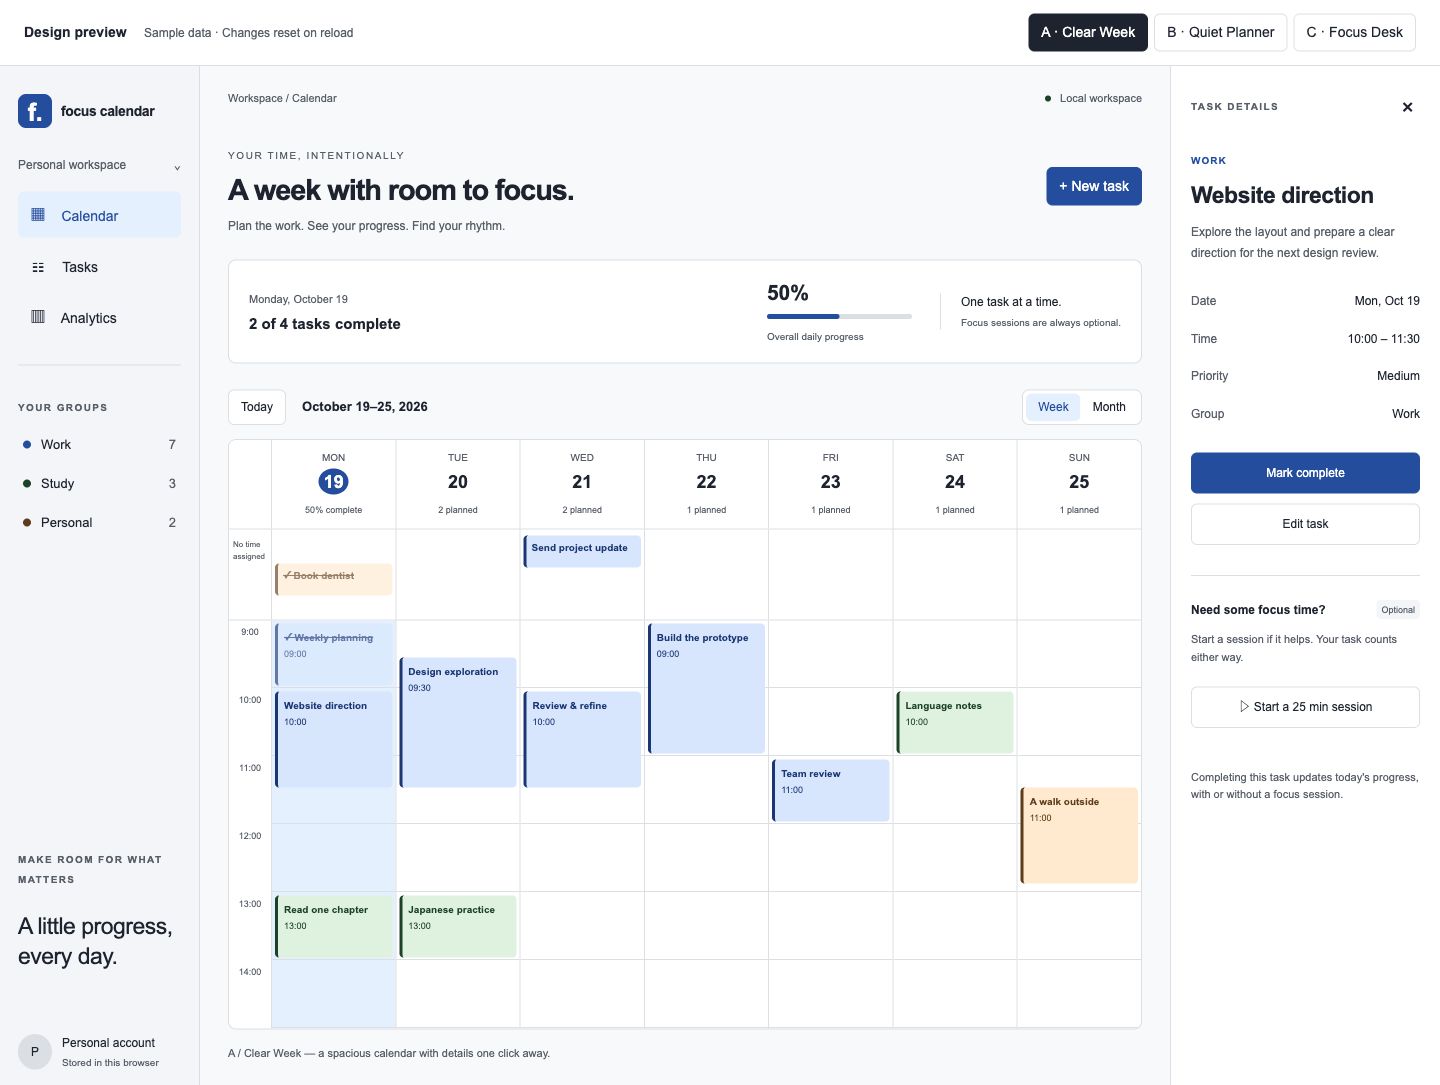 Design preview
Sample data · Changes reset on reload
A · Clear Week
B · Quiet Planner
C · Focus Desk
f.
focus calendar
Personal workspace
Calendar
Tasks
Analytics
YOUR GROUPS
Work 7
Study 3
Personal 2
MAKE ROOM FOR WHAT
MATTERS
A little progress,
every day.
P
Personal account
Stored in this browser
Workspace / Calendar
Local workspace
YOUR TIME, INTENTIONALLY
A week with room to focus.
Plan the work. See your progress. Find your rhythm.
+ New task
Monday, October 19
2 of 4 tasks complete
50%
Overall daily progress
One task at a time.
Focus sessions are always optional.
Today
October 19–25, 2026
Week
Month
MON
19
50% complete
TUE
20
2 planned
WED
21
2 planned
THU
22
1 planned
FRI
23
1 planned
SAT
24
1 planned
SUN
25
1 planned
No time
assigned
✓ Book dentist
Send project update
9:00
10:00
11:00
12:00
13:00
14:00
✓ Weekly planning
09:00
Website direction
10:00
Read one chapter
13:00
Design exploration
09:30
Japanese practice
13:00
Review & refine
10:00
Build the prototype
09:00
Team review
11:00
Language notes
10:00
A walk outside
11:00
A / Clear Week — a spacious calendar with details one click away.
TASK DETAILS
×
WORK
Website direction
Explore the layout and prepare a clear
direction for the next design review.
Date Mon, Oct 19
Time 10:00 – 11:30
Priority Medium
Group Work
Mark complete
Edit task
Need some focus time?
Optional
Start a session if it helps. Your task counts
either way.
▷ Start a 25 min session
Completing this task updates today's progress,
with or without a focus session.